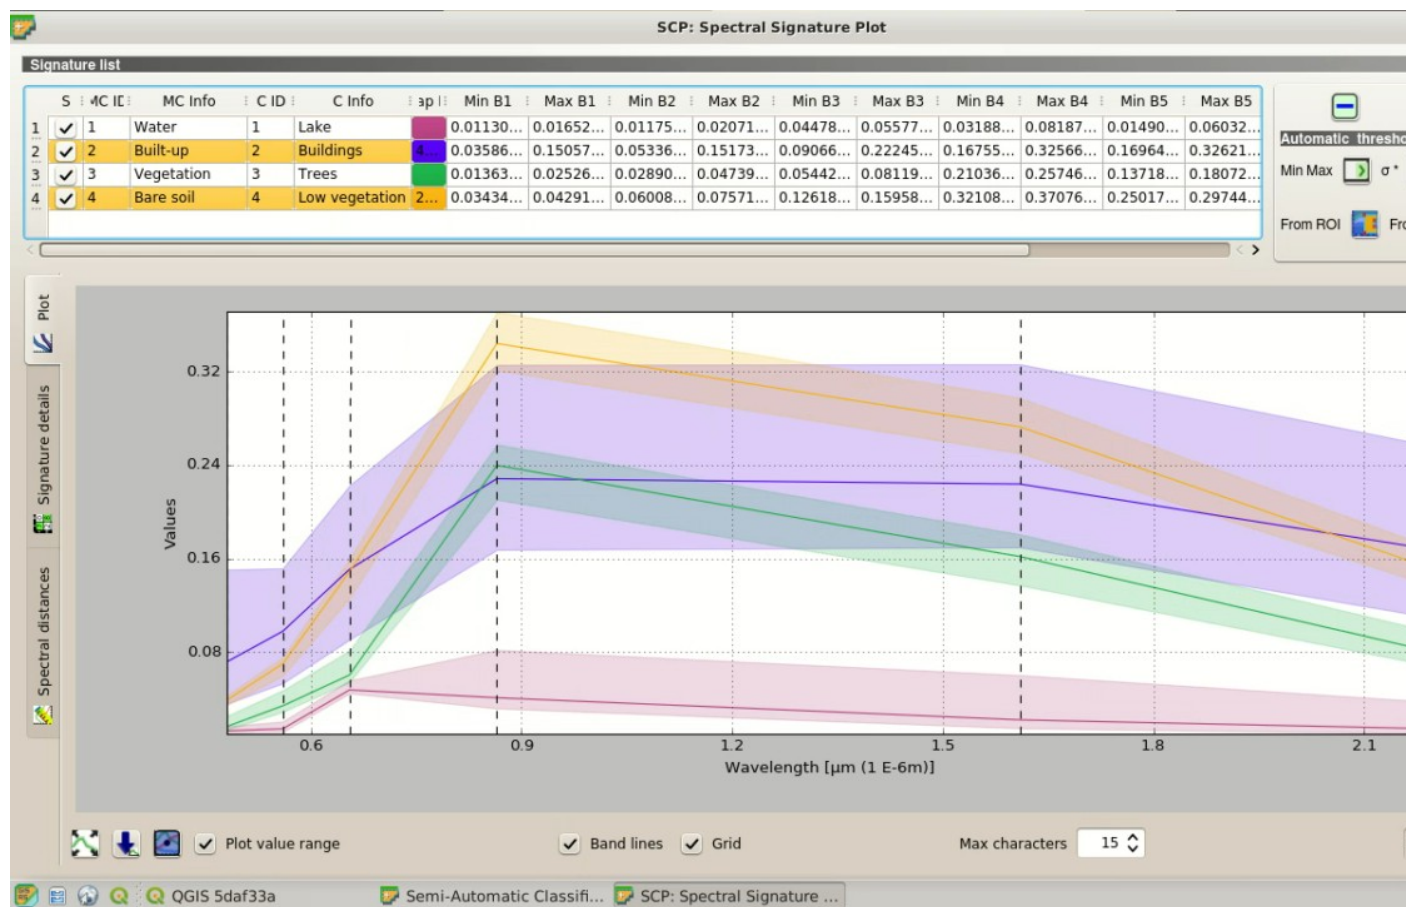 SCP: Spectral Signature Plot
Signature list
S MC ID MC Info C ID C Info ap I Min B1 Max B1 Min B2 Max B2 Min B3 Max B3 Min B4 Max B4 Min B5 Max B5
1 1 Water 1 Lake 0.01130... 0.01652... 0.01175... 0.02071... 0.04478... 0.05577... 0.03188... 0.08187... 0.01490... 0.06032...
2 2 Built-up 2 Buildings 4... 0.03586... 0.15057... 0.05336... 0.15173... 0.09066... 0.22245... 0.16755... 0.32566... 0.16964... 0.32621...
3 3 Vegetation 3 Trees 0.01363... 0.02526... 0.02890... 0.04739... 0.05442... 0.08119... 0.21036... 0.25746... 0.13718... 0.18072...
4 4 Bare soil 4 Low vegetation 2... 0.03434... 0.04291... 0.06008... 0.07571... 0.12618... 0.15958... 0.32108... 0.37076... 0.25017... 0.29744...
Automatic thresho
Min Max σ *
From ROI Fro
Plot
Signature details
Spectral distances
Values
0.32
0.24
0.16
0.08
0.6 0.9 1.2 1.5 1.8 2.1
Wavelength [µm (1 E-6m)]
Plot value range Band lines Grid Max characters 15
QGIS 5daf33a Semi-Automatic Classifi... SCP: Spectral Signature ...